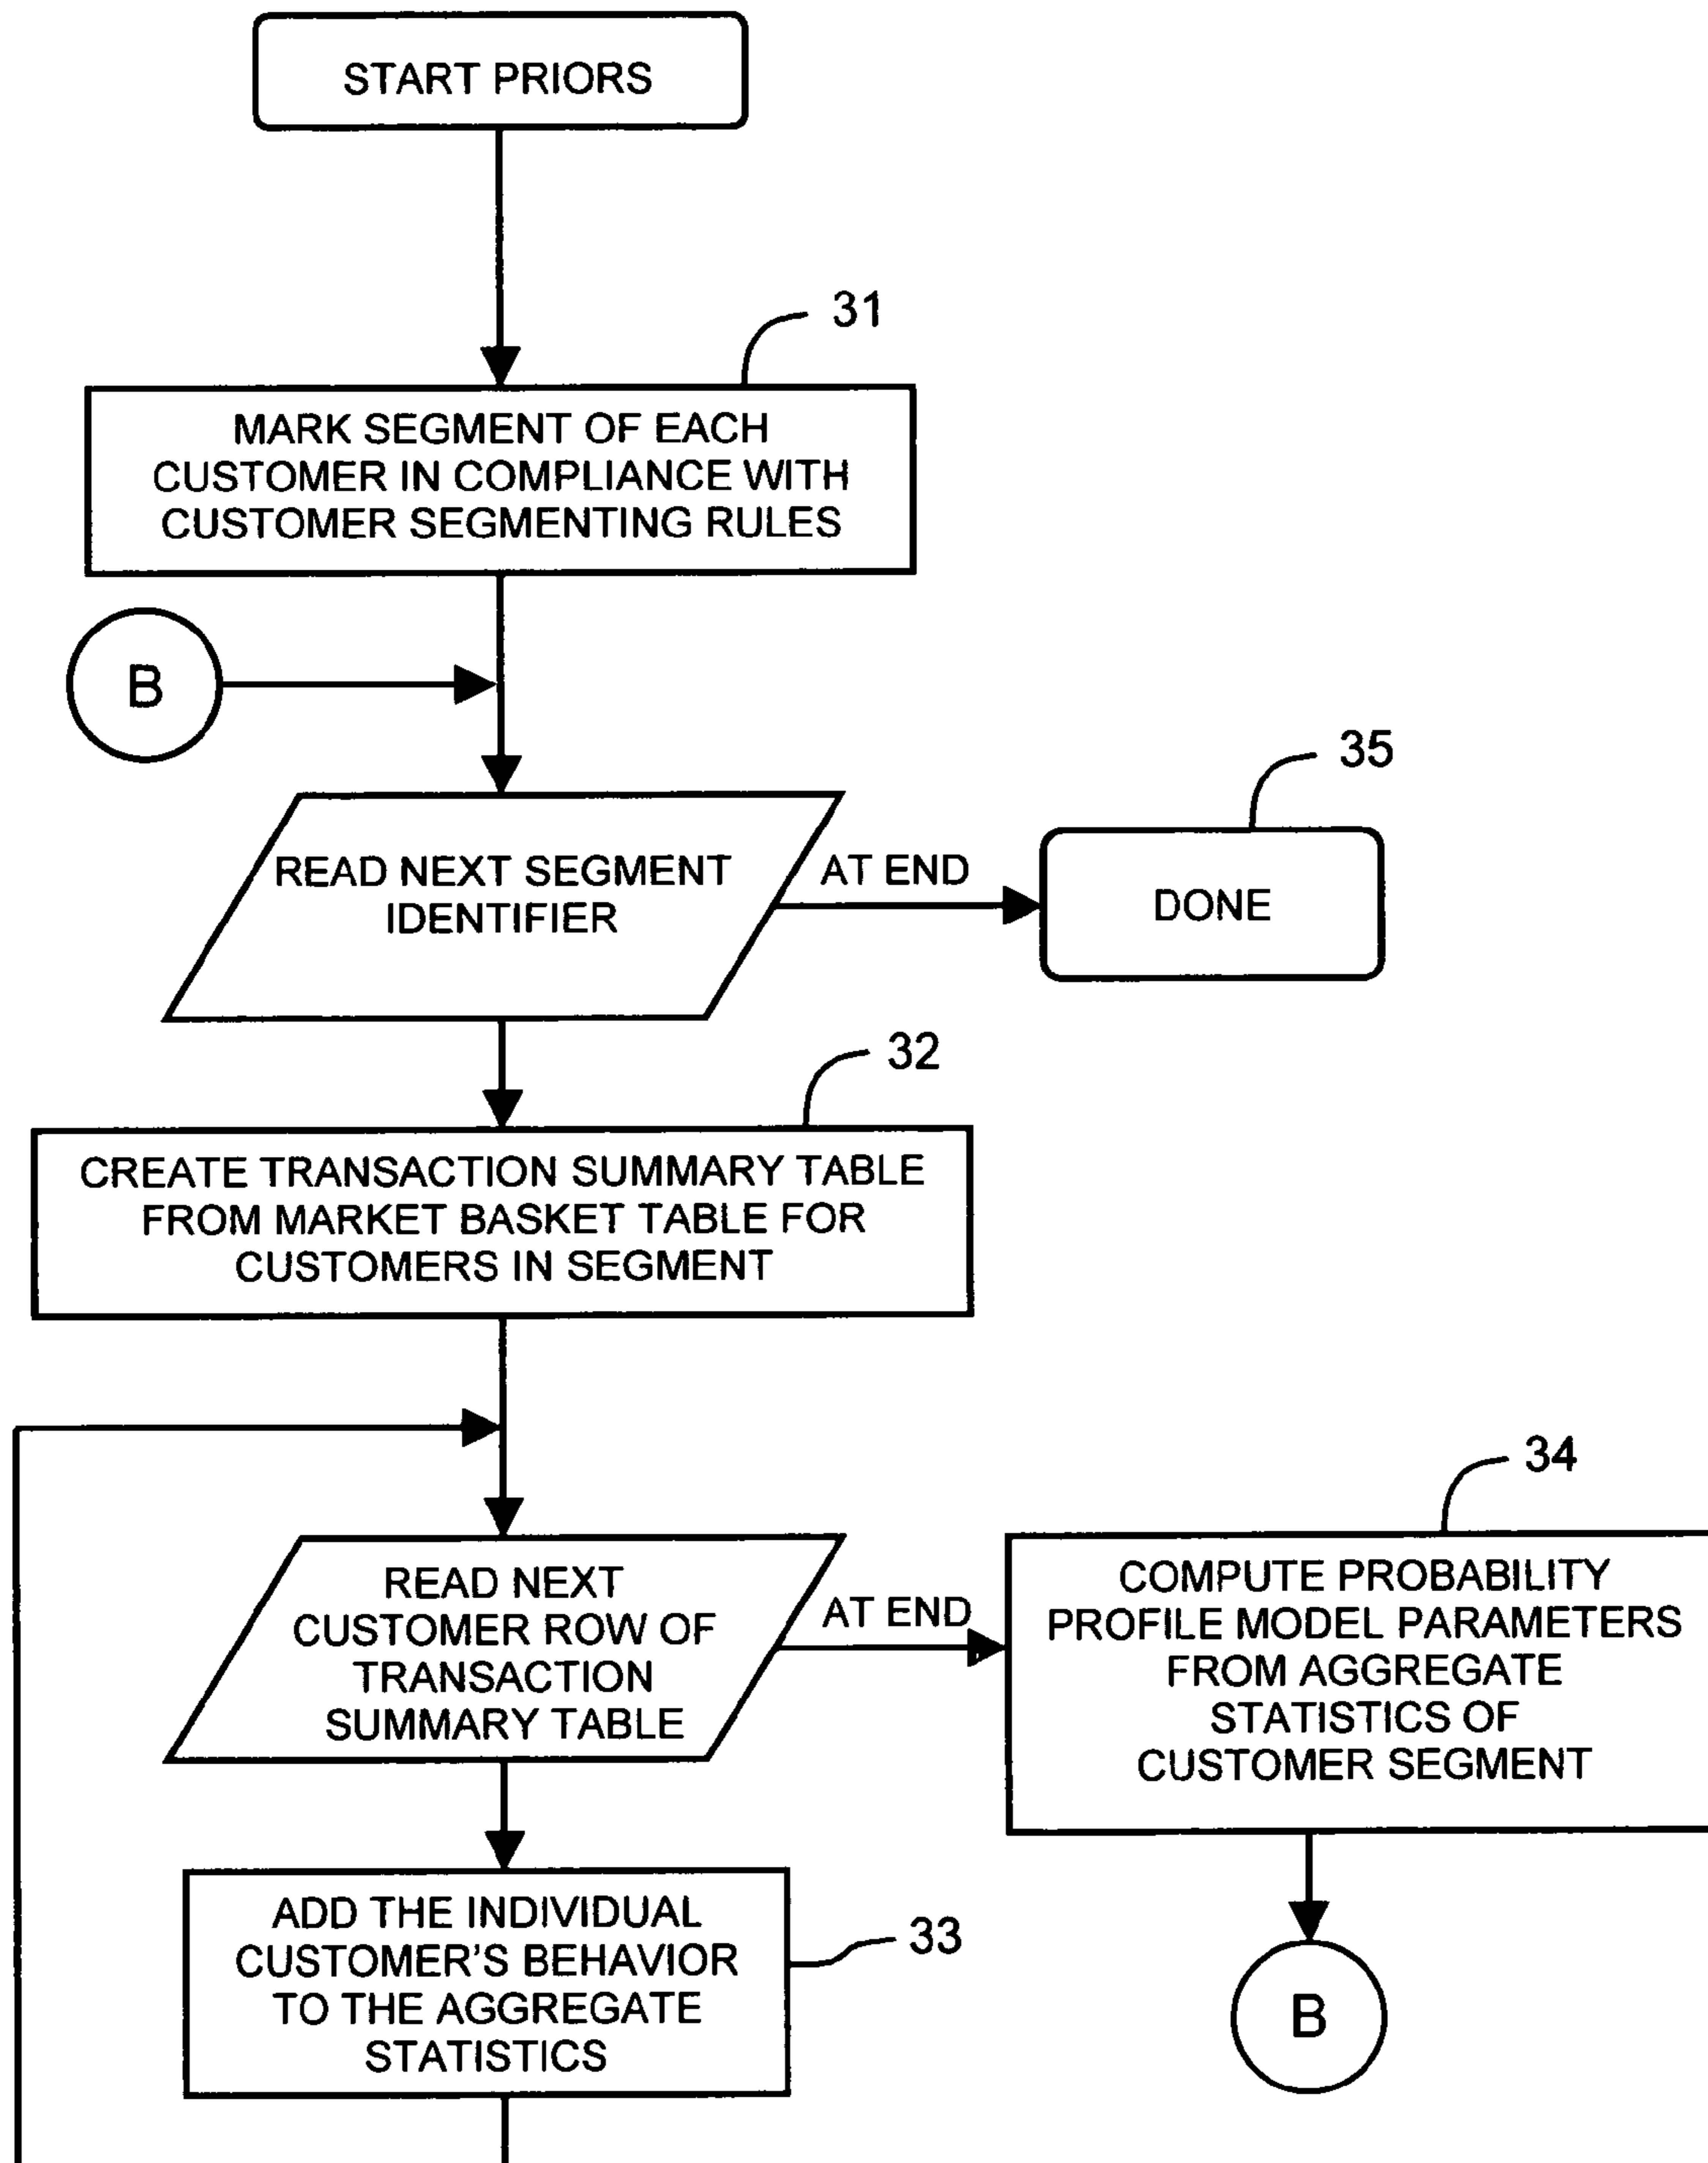 START PRIORS
31
MARK SEGMENT OF EACH
CUSTOMER IN COMPLIANCE WITH
CUSTOMER SEGMENTING RULES
B
35
READ NEXT SEGMENT
IDENTIFIER
AT END
DONE
32
CREATE TRANSACTION SUMMARY TABLE
FROM MARKET BASKET TABLE FOR
CUSTOMERS IN SEGMENT
34
READ NEXT
CUSTOMER ROW OF
TRANSACTION
SUMMARY TABLE
AT END
COMPUTE PROBABILITY
PROFILE MODEL PARAMETERS
FROM AGGREGATE
STATISTICS OF
CUSTOMER SEGMENT
33
ADD THE INDIVIDUAL
CUSTOMER'S BEHAVIOR
TO THE AGGREGATE
STATISTICS
B